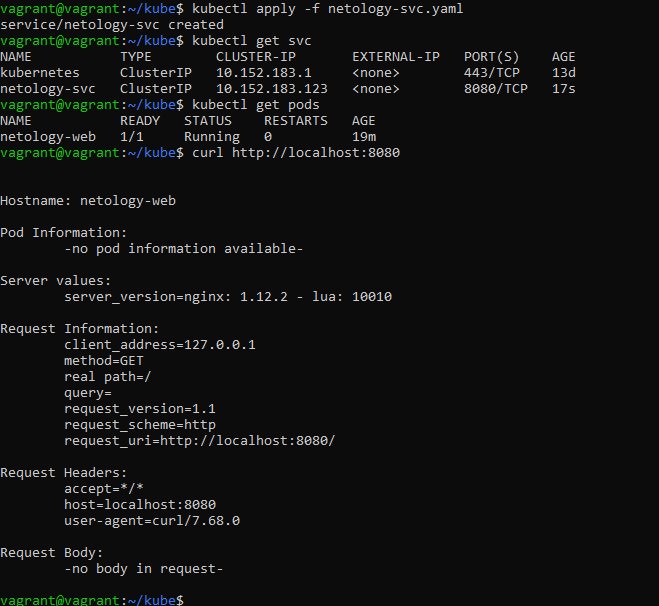 vagrant@vagrant:~/kube$ kubectl apply -f netology-svc.yaml
service/netology-svc created
vagrant@vagrant:~/kube$ kubectl get svc
NAME           TYPE        CLUSTER-IP       EXTERNAL-IP   PORT(S)    AGE
kubernetes     ClusterIP   10.152.183.1     <none>        443/TCP    13d
netology-svc   ClusterIP   10.152.183.123   <none>        8080/TCP   17s
vagrant@vagrant:~/kube$ kubectl get pods
NAME           READY   STATUS    RESTARTS   AGE
netology-web   1/1     Running   0          19m
vagrant@vagrant:~/kube$ curl http://localhost:8080
Hostname: netology-web
Pod Information:
-no pod information available-
Server values:
server_version=nginx: 1.12.2 - lua: 10010
Request Information:
client_address=127.0.0.1
method=GET
real path=/
query=
request_version=1.1
request_scheme=http
request_uri=http://localhost:8080/
Request Headers:
accept=*/*
host=localhost:8080
user-agent=curl/7.68.0
Request Body:
-no body in request-
vagrant@vagrant:~/kube$